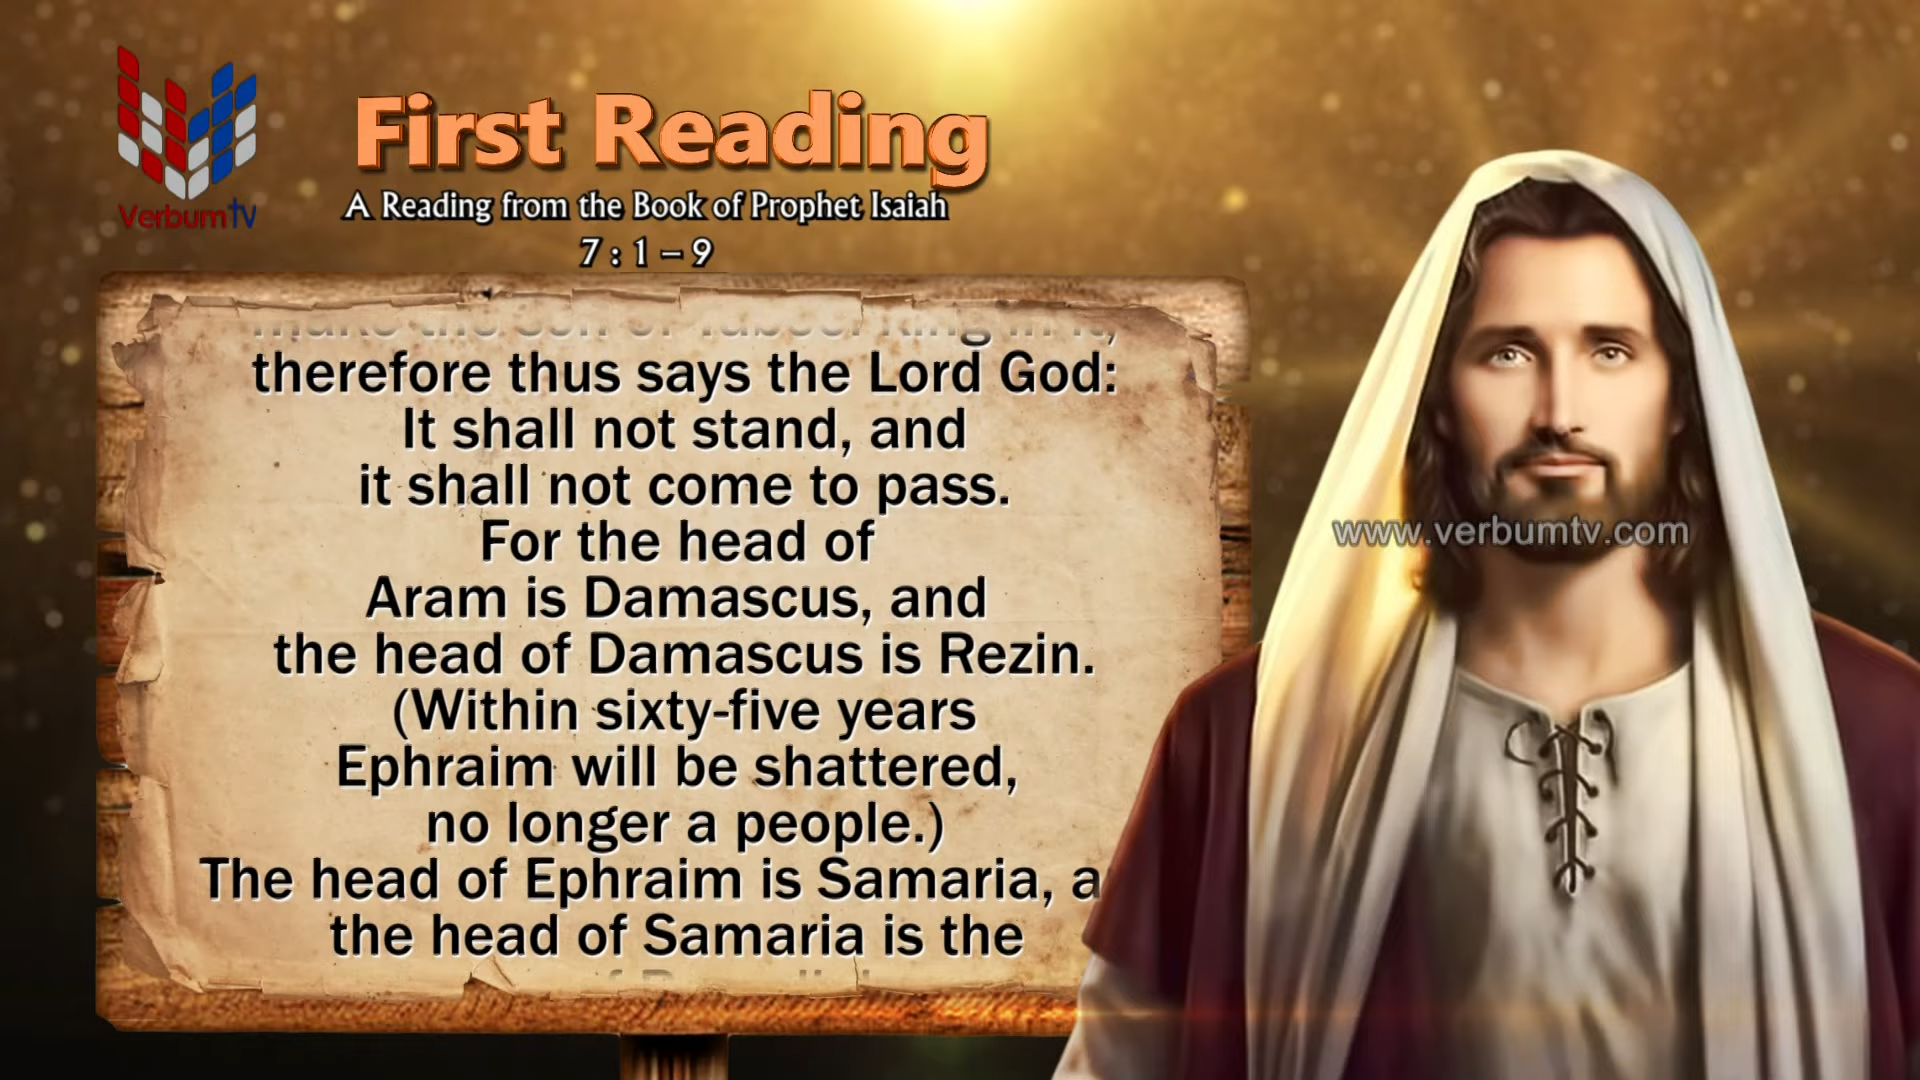 VerbumTV
First Reading
A Reading from the Book of Prophet Isaiah
7 : 1 – 9
therefore thus says the Lord God:
It shall not stand, and
it shall not come to pass.
For the head of
Aram is Damascus, and
the head of Damascus is Rezin.
(Within sixty-five years
Ephraim will be shattered,
no longer a people.)
The head of Ephraim is Samaria, a
the head of Samaria is the
www.verbumtv.com